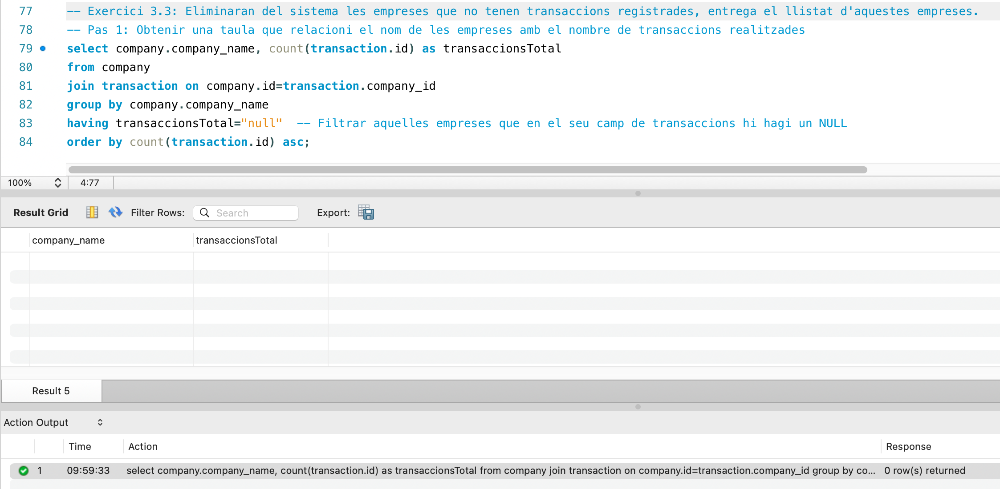 77 -- Exercici 3.3: Eliminaran del sistema les empreses que no tenen transaccions registrades, entrega el llistat d'aquestes empreses.
78 -- Pas 1: Obtenir una taula que relacioni el nom de les empreses amb el nombre de transaccions realitzades
79 select company.company_name, count(transaction.id) as transaccionsTotal
80 from company
81 join transaction on company.id=transaction.company_id
82 group by company.company_name
83 having transaccionsTotal="null" -- Filtrar aquelles empreses que en el seu camp de transaccions hi hagi un NULL
84 order by count(transaction.id) asc;
100% 4:77
Result Grid Filter Rows: Search Export:
company_name transaccionsTotal
Result 5
Action Output
Time Action Response
1 09:59:33 select company.company_name, count(transaction.id) as transaccionsTotal from company join transaction on company.id=transaction.company_id group by co... 0 row(s) returned